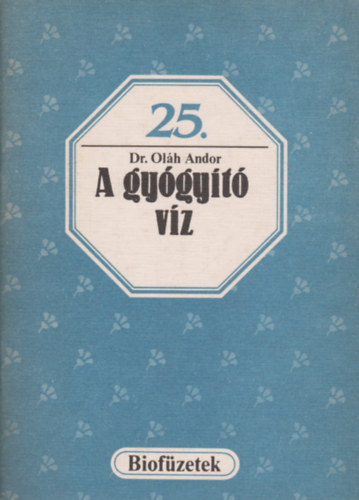 25.
Dr. Oláh Andor
A gyógyító
víz
Biofüzetek